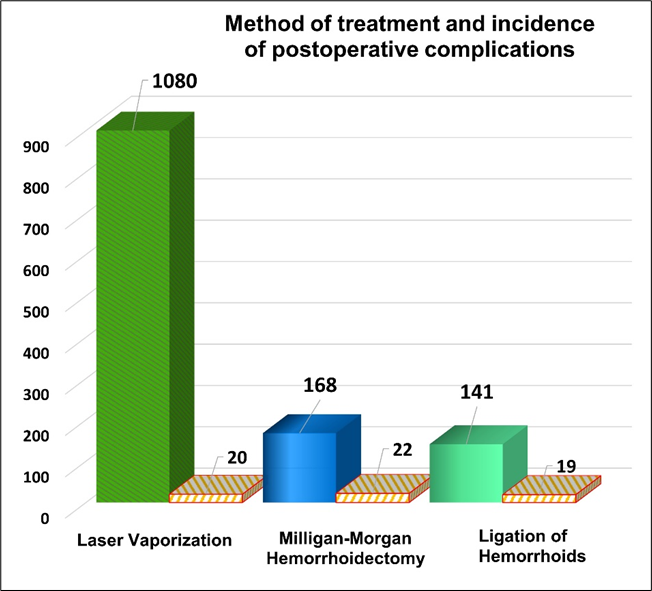 Method of treatment and incidence
of postoperative complications
1080
900
800
700
600
500
400
300
200
100
0
168
141
20
22
19
Laser Vaporization
Milligan-Morgan
Hemorrhoidectomy
Ligation of
Hemorrhoids